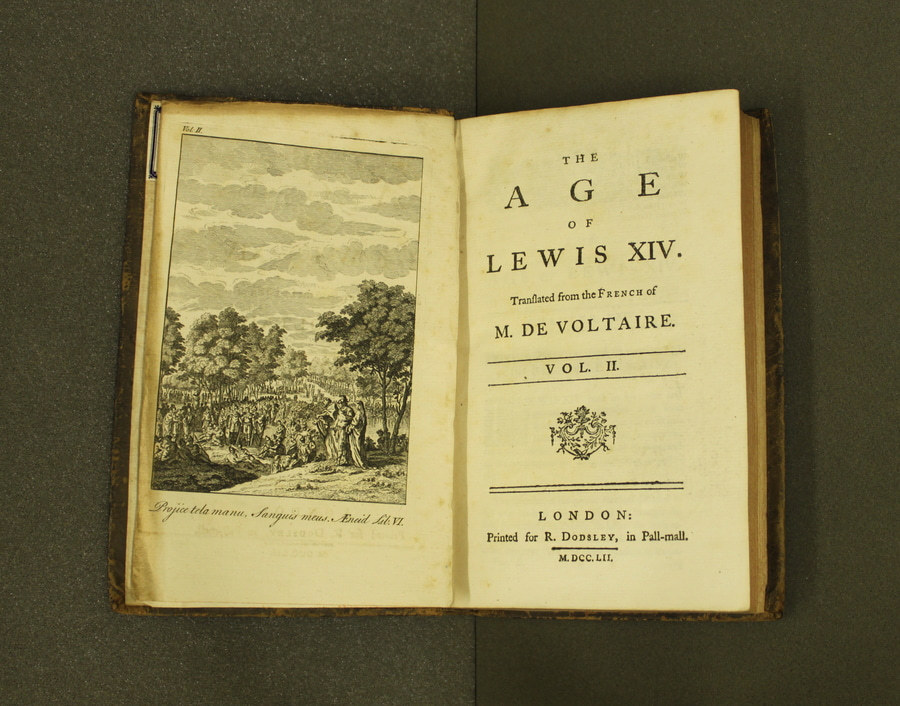 Vol. II.
Projice tela manu, Sanguis meus. Æneid Lib. VI.
THE
AGE
OF
LEWIS XIV.
Tranſlated from the FRENCH of
M. DE VOLTAIRE.
VOL. II.
LONDON:
Printed for R. DODSLEY, in Pall-mall.
M.DCC.LII.